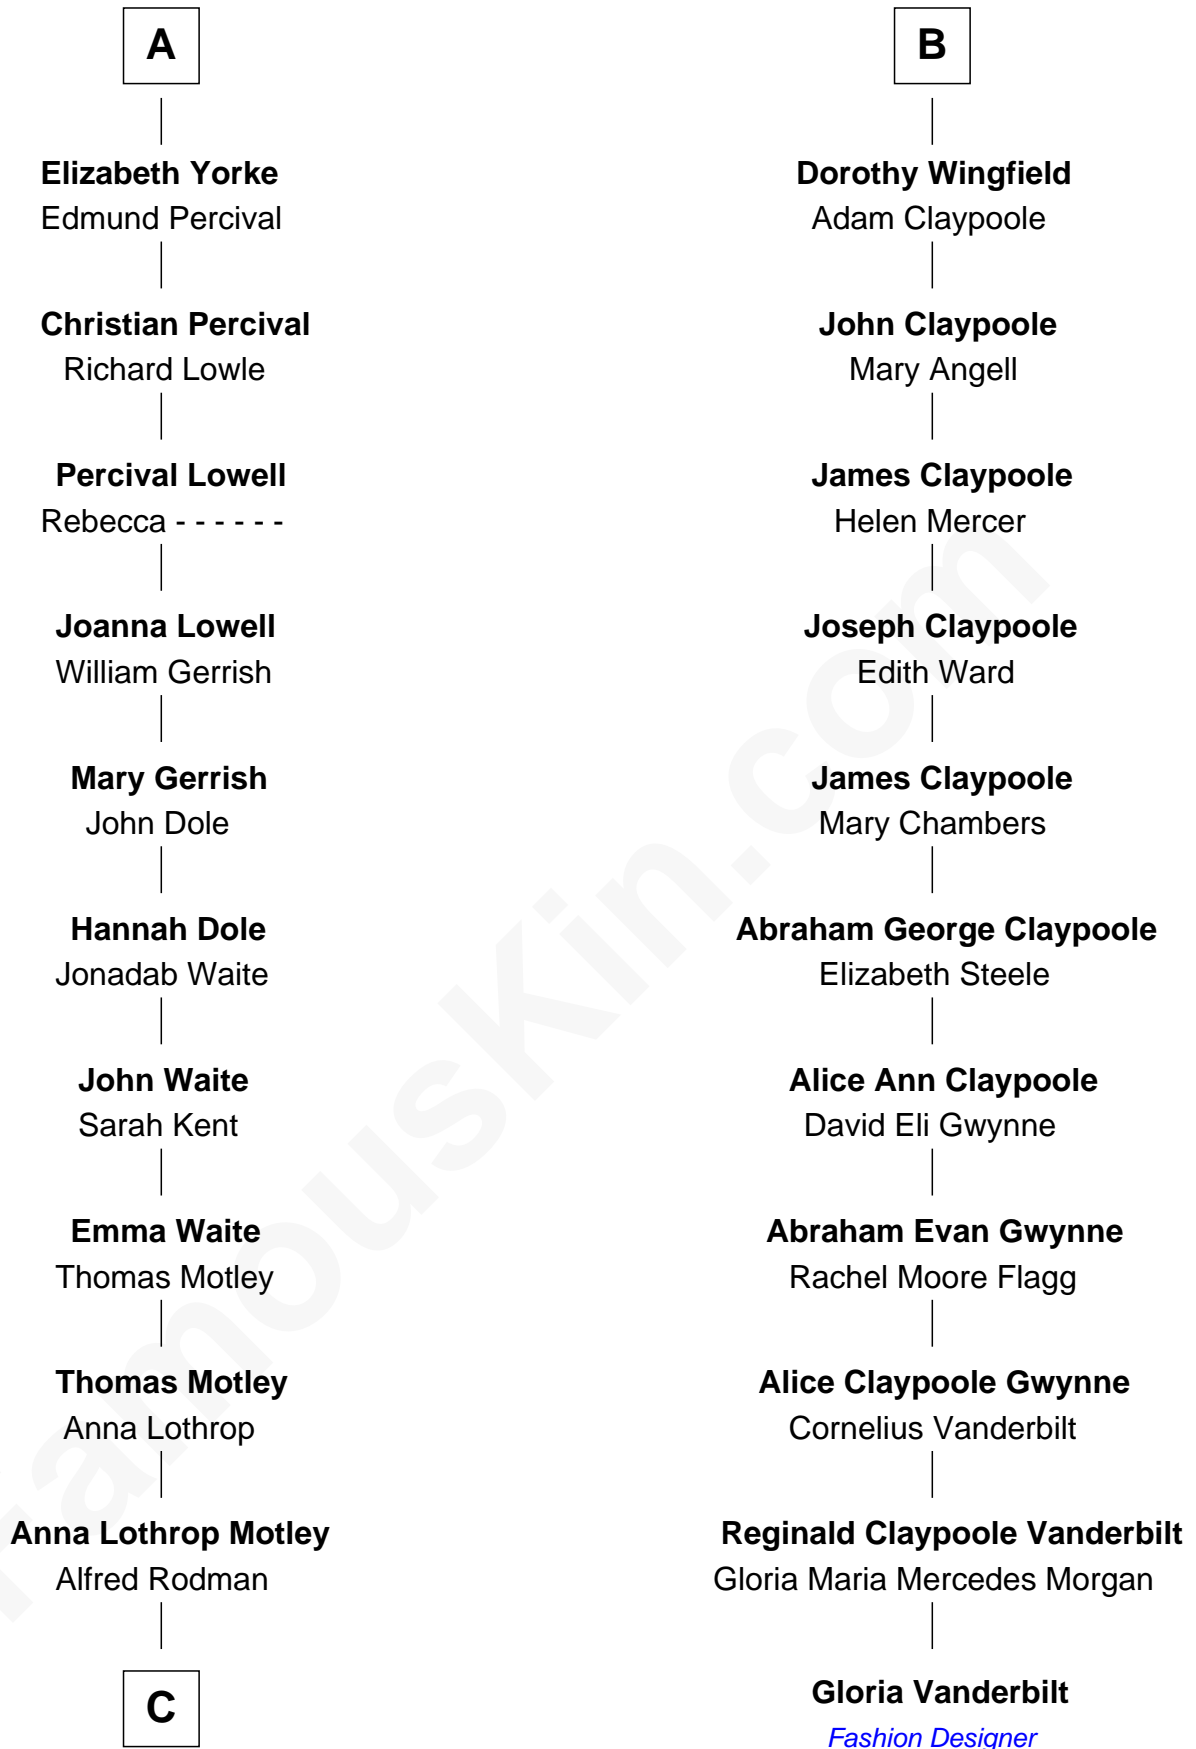 A
Elizabeth Yorke
Edmund Percival
Christian Percival
Richard Lowle
Percival Lowell
Rebecca - - - - - -
Joanna Lowell
William Gerrish
Mary Gerrish
John Dole
Hannah Dole
Jonadab Waite
John Waite
Sarah Kent
Emma Waite
Thomas Motley
Thomas Motley
Anna Lothrop
Anna Lothrop Motley
Alfred Rodman
C
B
Dorothy Wingfield
Adam Claypoole
John Claypoole
Mary Angell
James Claypoole
Helen Mercer
Joseph Claypoole
Edith Ward
James Claypoole
Mary Chambers
Abraham George Claypoole
Elizabeth Steele
Alice Ann Claypoole
David Eli Gwynne
Abraham Evan Gwynne
Rachel Moore Flagg
Alice Claypoole Gwynne
Cornelius Vanderbilt
Reginald Claypoole Vanderbilt
Gloria Maria Mercedes Morgan
Gloria Vanderbilt
Fashion Designer
FamousKin.com